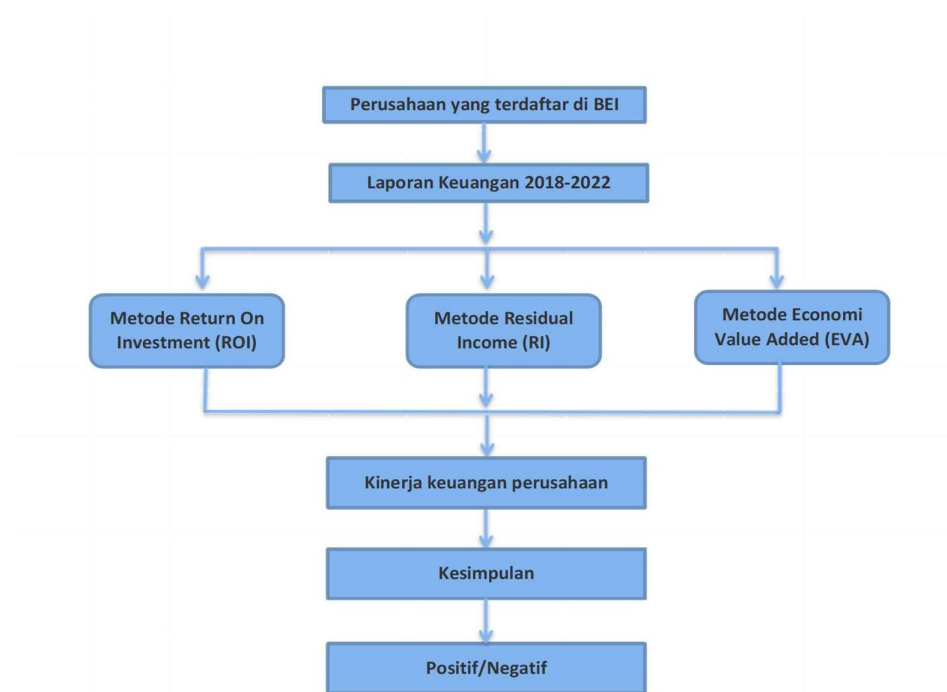 Perusahaan yang terdaftar di BEI
Laporan Keuangan 2018-2022
Metode Return On
Investment (ROI)
Metode Residual
Income (RI)
Metode Economi
Value Added (EVA)
Kinerja keuangan perusahaan
Kesimpulan
Positif/Negatif